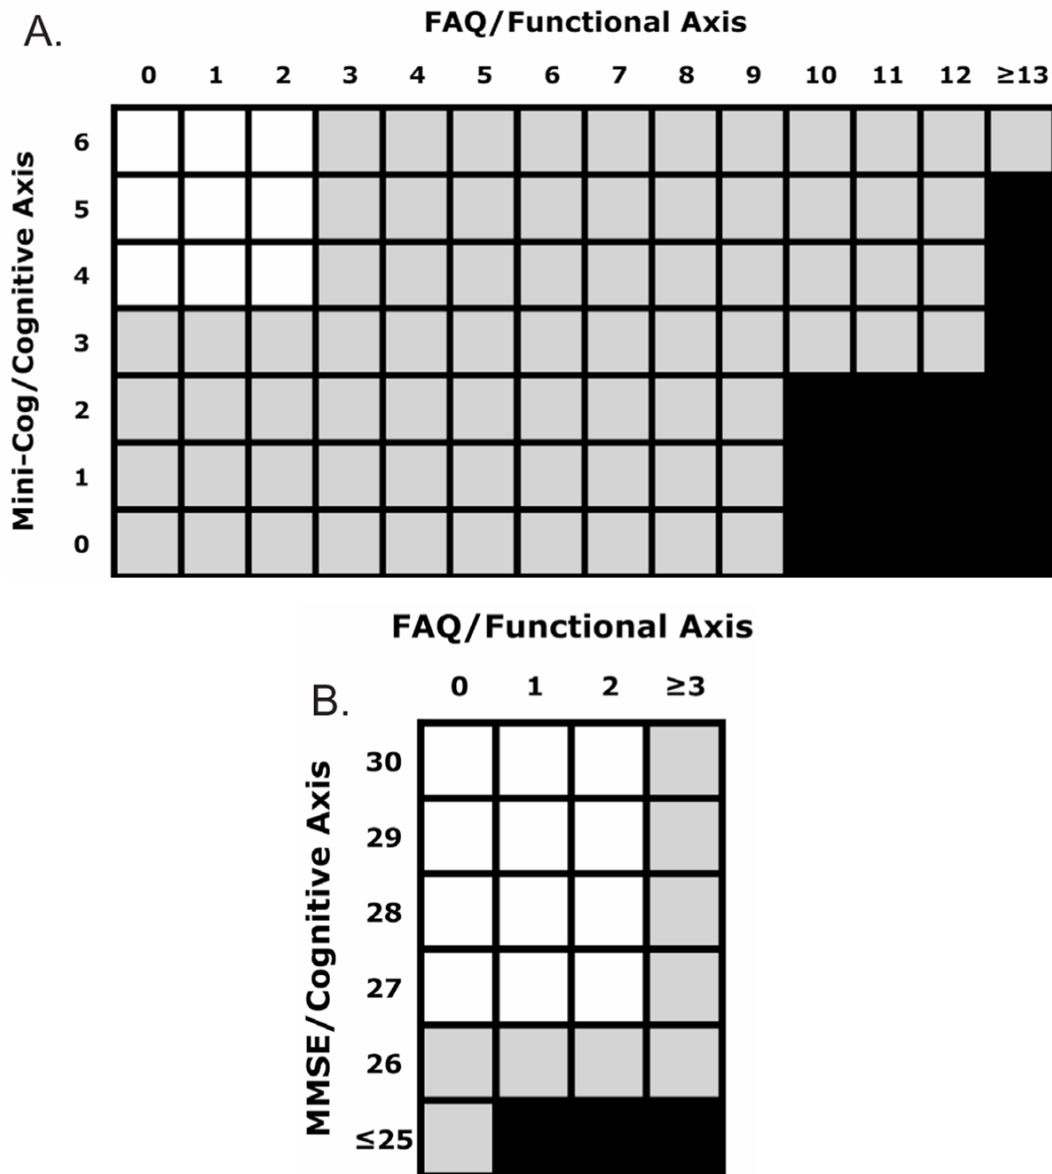 A.
FAQ/Functional Axis
0 1 2 3 4 5 6 7 8 9 10 11 12 ≥13
Mini-Cog/Cognitive Axis
6
5
4
3
2
1
0
FAQ/Functional Axis
B.
0 1 2 ≥3
MMSE/Cognitive Axis
30
29
28
27
26
≤25